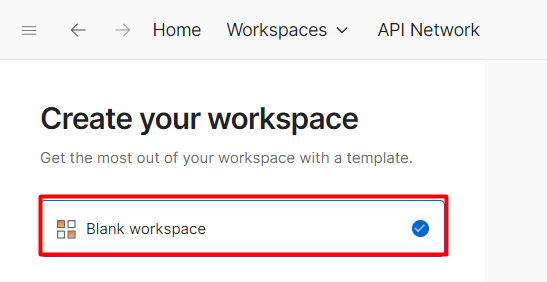 Home Workspaces API Network
Create your workspace
Get the most out of your workspace with a template.
Blank workspace